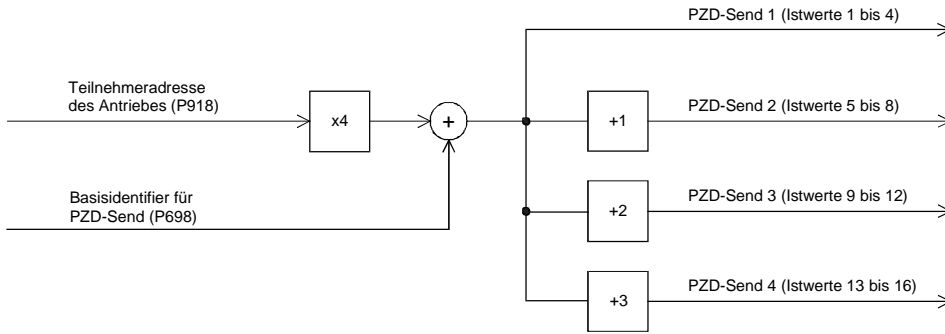 PZD-Send 1 (Istwerte 1 bis 4)
Teilnehmeradresse
des Antriebes (P918)
x4
+
+1
PZD-Send 2 (Istwerte 5 bis 8)
Basisidentifier für
PZD-Send (P698)
+2
PZD-Send 3 (Istwerte 9 bis 12)
+3
PZD-Send 4 (Istwerte 13 bis 16)